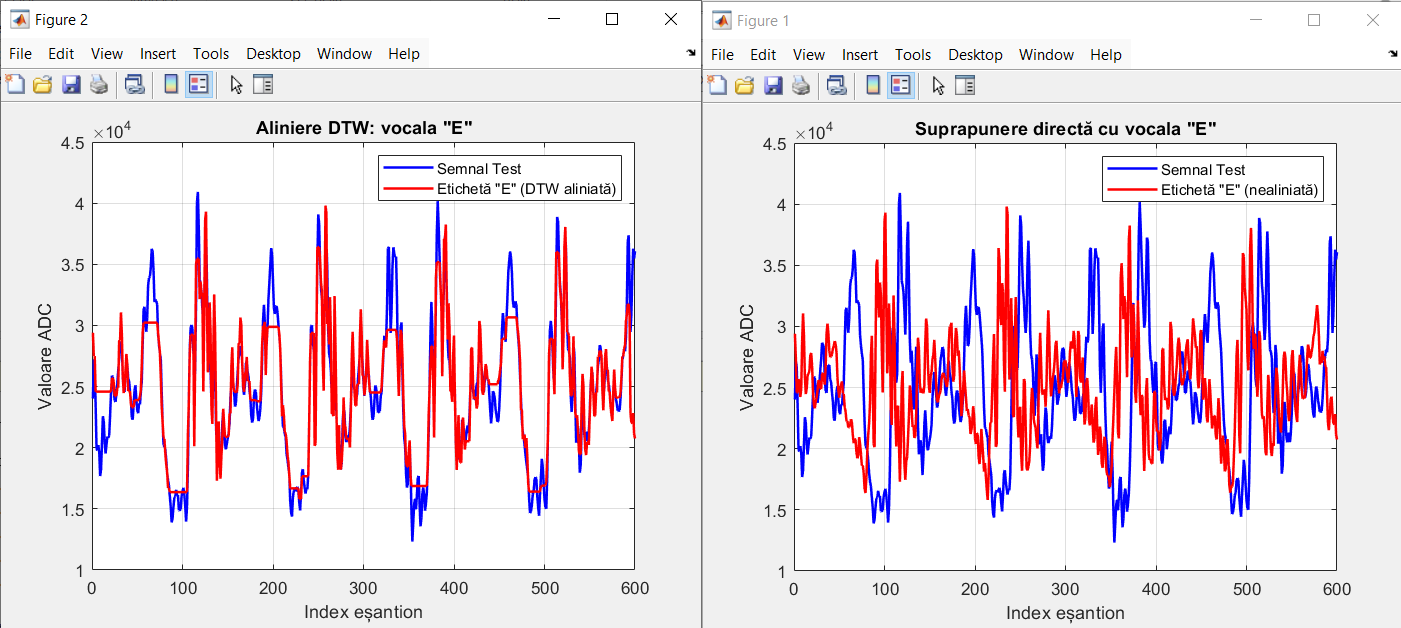 Figure 2
File Edit View Insert Tools Desktop Window Help
Aliniere DTW: vocala "E"
×10^4
Semnal Test
Etichetă "E" (DTW aliniată)
Valoare ADC
4.5
4
3.5
3
2.5
2
1.5
1
0 100 200 300 400 500 600
Index eșantion
Figure 1
File Edit View Insert Tools Desktop Window Help
Suprapunere directă cu vocala "E"
×10^4
Semnal Test
Etichetă "E" (nealiniată)
Valoare ADC
4.5
4
3.5
3
2.5
2
1.5
1
0 100 200 300 400 500 600
Index eșantion